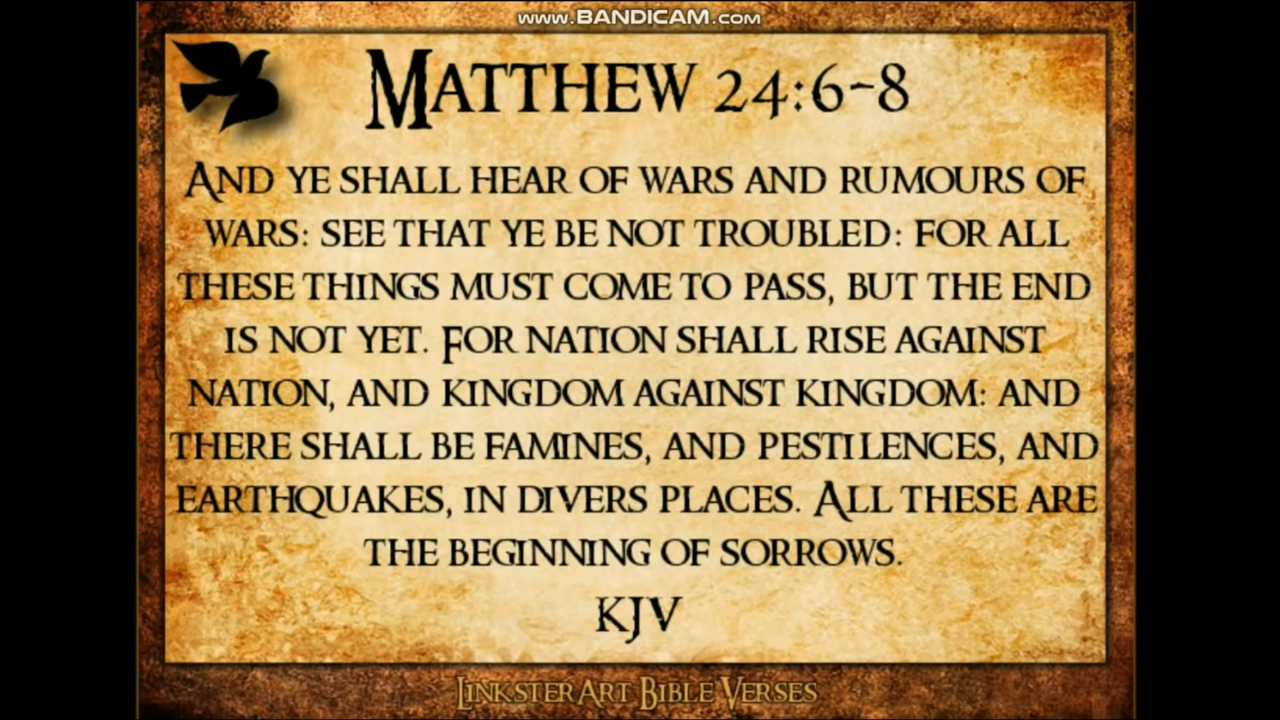 www.BANDICAM.com
MATTHEW 24:6-8
AND YE SHALL HEAR OF WARS AND RUMOURS OF
WARS: SEE THAT YE BE NOT TROUBLED: FOR ALL
THESE THINGS MUST COME TO PASS, BUT THE END
IS NOT YET. FOR NATION SHALL RISE AGAINST
NATION, AND KINGDOM AGAINST KINGDOM: AND
THERE SHALL BE FAMINES, AND PESTILENCES, AND
EARTHQUAKES, IN DIVERS PLACES. ALL THESE ARE
THE BEGINNING OF SORROWS.
KJV
LINKSTER ART BIBLE VERSES